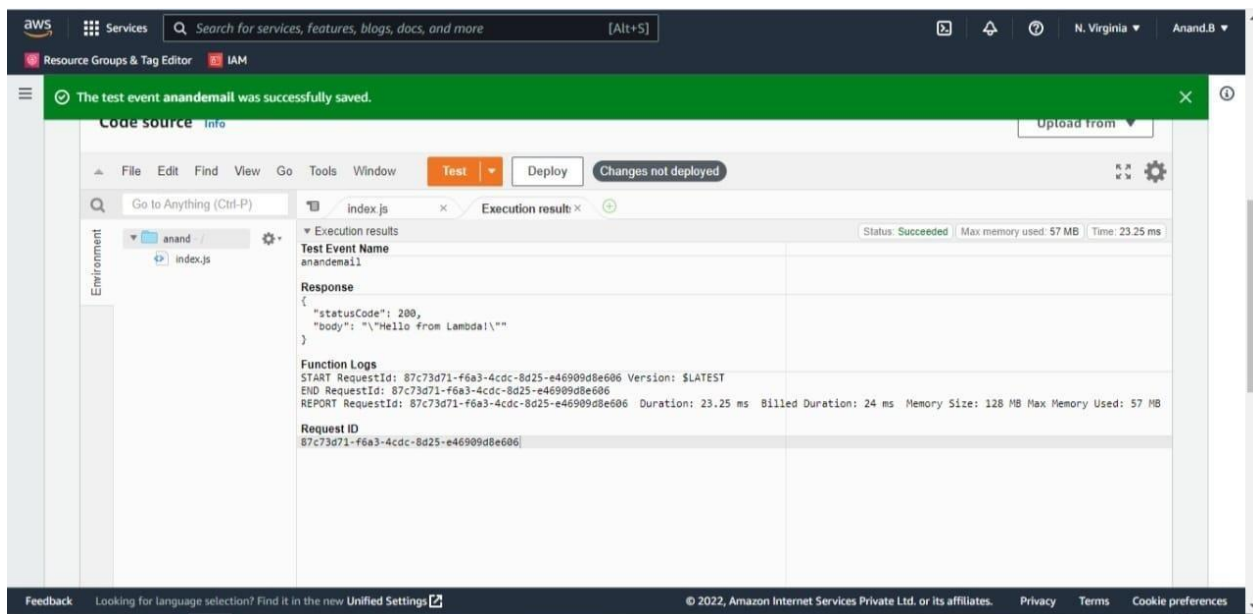 aws Services Search for services, features, blogs, docs, and more [Alt+S] N. Virginia ▼ Anand.B ▼
Resource Groups & Tag Editor IAM
The test event anandemail was successfully saved.
Code source Info Upload from ▼
File Edit Find View Go Tools Window Test Deploy Changes not deployed
Go to Anything (Ctrl-P) index.js × Execution result × 
Environment
anand /
index.js
Execution results Status: Succeeded Max memory used: 57 MB Time: 23.25 ms
Test Event Name
anandemail
Response
{
"statusCode": 200,
"body": "\"Hello from Lambda!\""
}
Function Logs
START RequestId: 87c73d71-f6a3-4cdc-8d25-e46909d8e606 Version: $LATEST
END RequestId: 87c73d71-f6a3-4cdc-8d25-e46909d8e606
REPORT RequestId: 87c73d71-f6a3-4cdc-8d25-e46909d8e606 Duration: 23.25 ms Billed Duration: 24 ms Memory Size: 128 MB Max Memory Used: 57 MB
Request ID
87c73d71-f6a3-4cdc-8d25-e46909d8e606
Feedback Looking for language selection? Find it in the new Unified Settings © 2022, Amazon Internet Services Private Ltd. or its affiliates. Privacy Terms Cookie preferences